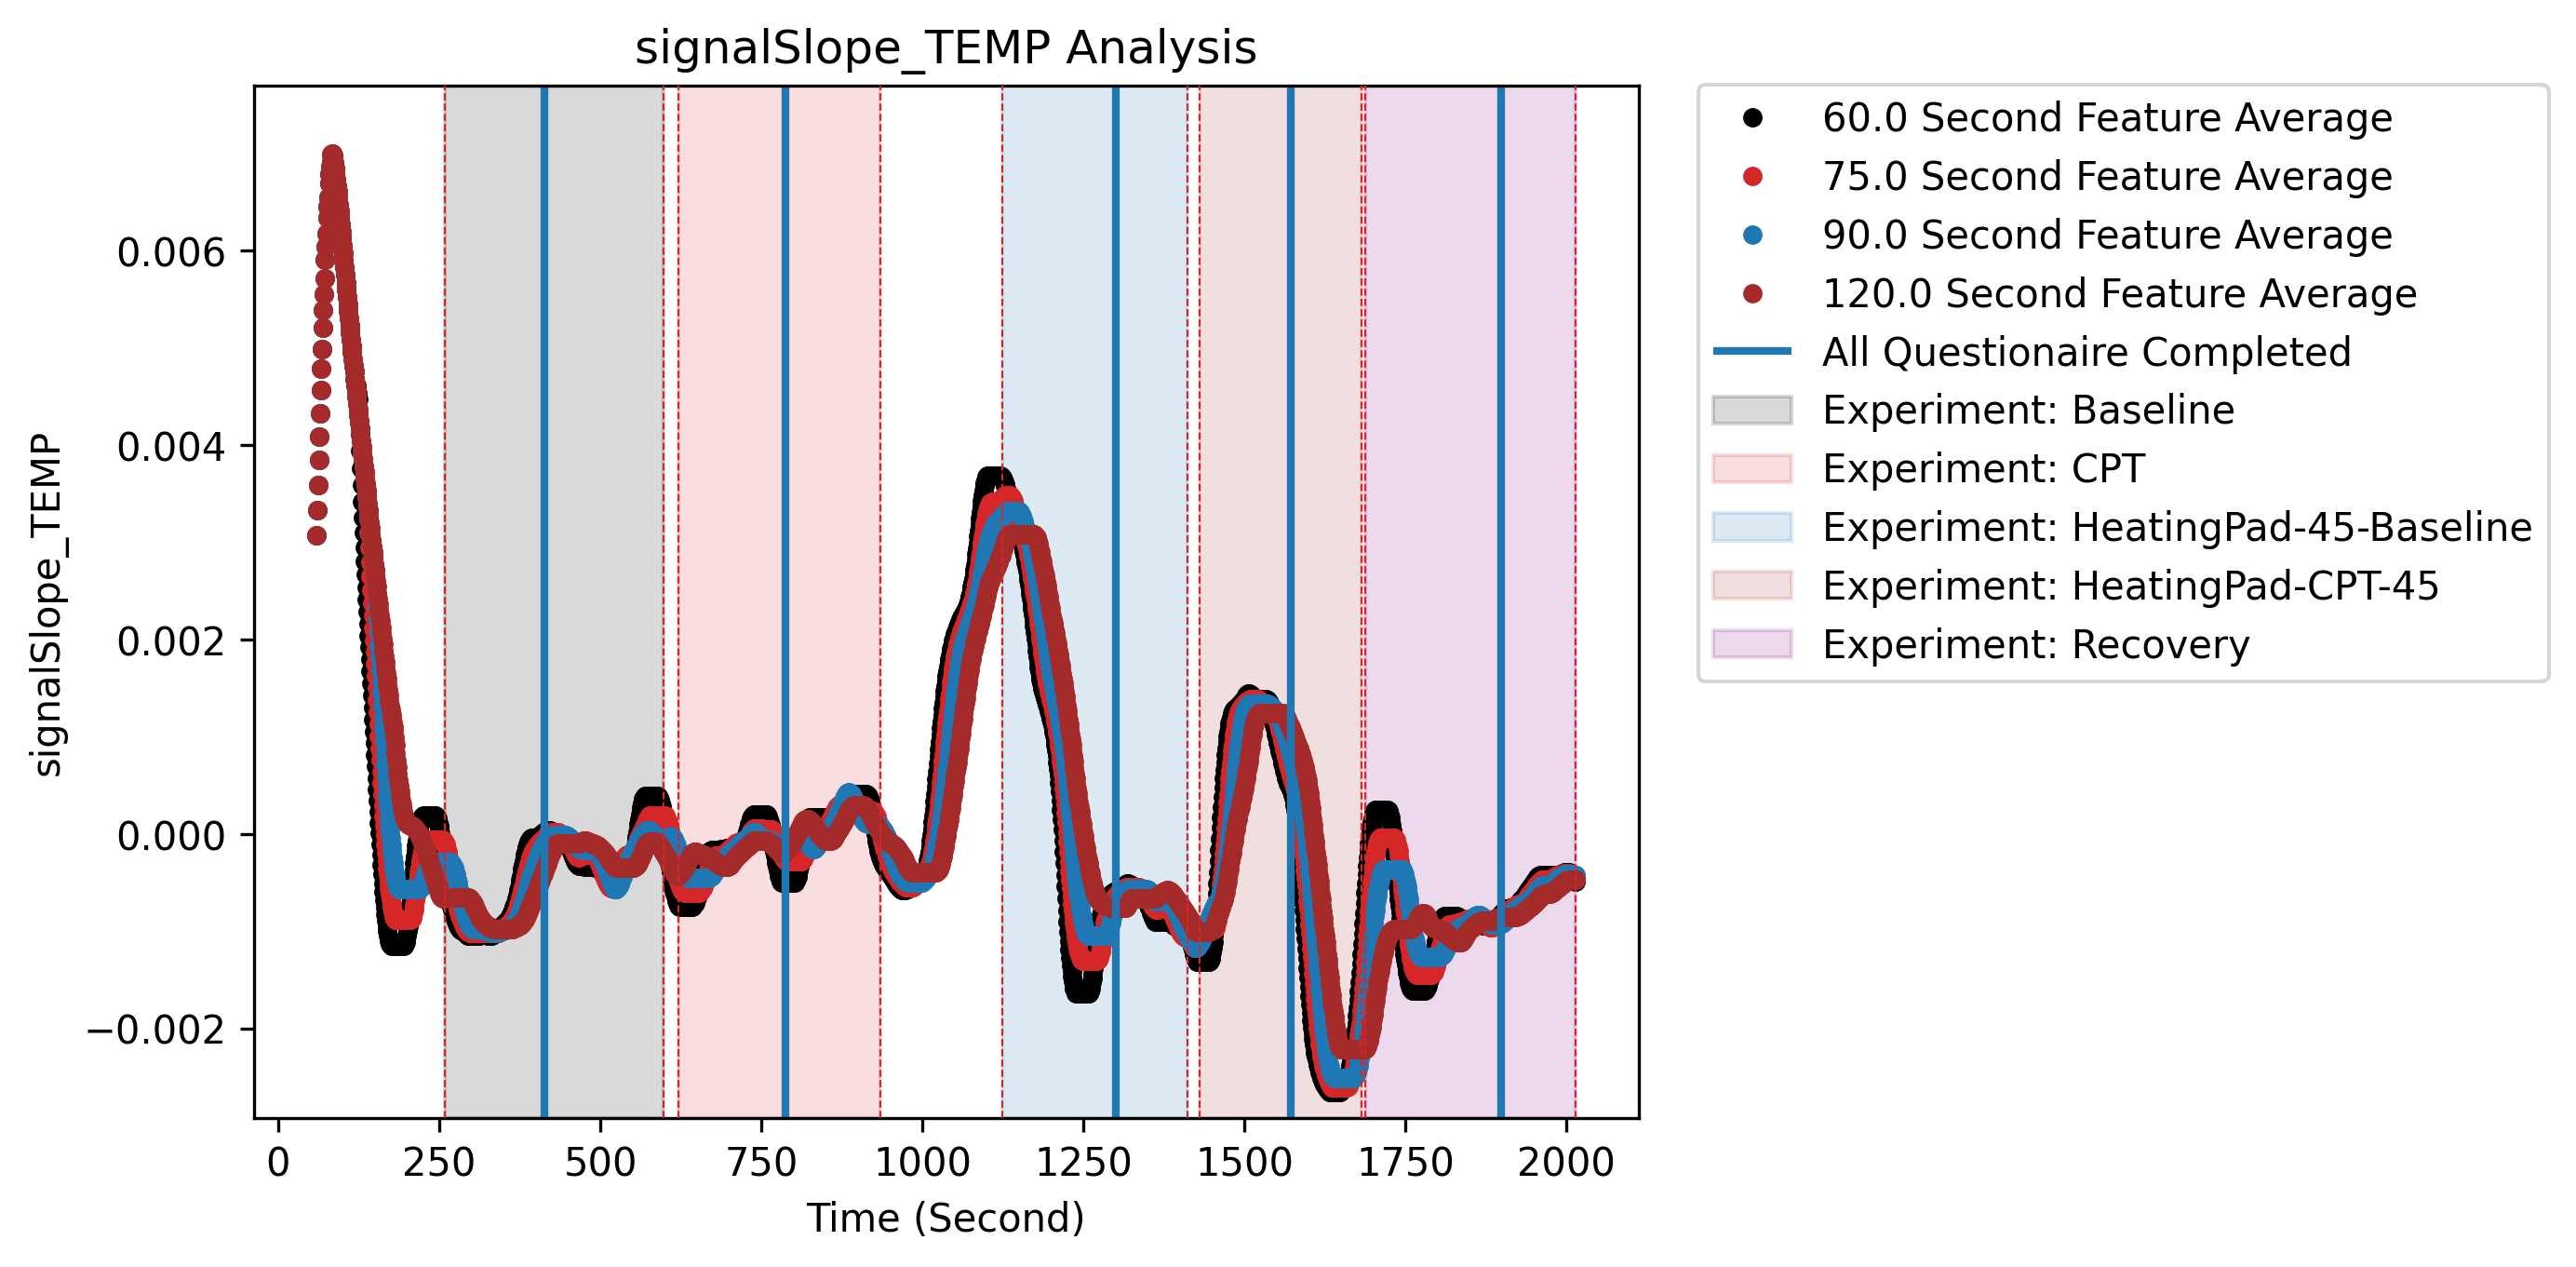 signalSlope_TEMP Analysis
signalSlope_TEMP
0.006
0.004
0.002
0.000
−0.002
0 250 500 750 1000 1250 1500 1750 2000
Time (Second)
60.0 Second Feature Average
75.0 Second Feature Average
90.0 Second Feature Average
120.0 Second Feature Average
All Questionaire Completed
Experiment: Baseline
Experiment: CPT
Experiment: HeatingPad-45-Baseline
Experiment: HeatingPad-CPT-45
Experiment: Recovery